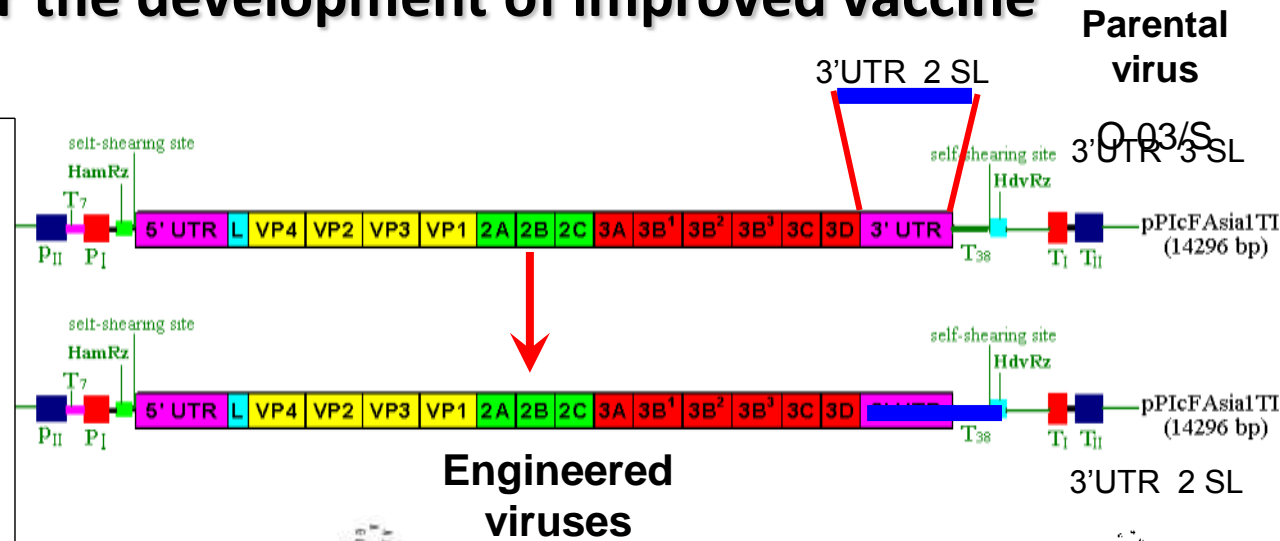 r the development of improved vaccine
Parental
virus
3'UTR 2 SL
O 03/S
3'UTR 3 SL
self-shearing site
HamRz
T7
self-shearing site
HdvRz
5' UTR L VP4 VP2 VP3 VP1 2A 2B 2C 3A 3B¹ 3B² 3B³ 3C 3D 3' UTR
pPIcFAsia1TI
(14296 bp)
PII PI
T38
TI TII
self-shearing site
HamRz
T7
self-shearing site
HdvRz
5' UTR L VP4 VP2 VP3 VP1 2A 2B 2C 3A 3B¹ 3B² 3B³ 3C 3D
pPIcFAsia1TI
(14296 bp)
PII PI
T38
TI TII
Engineered
viruses
3'UTR 2 SL